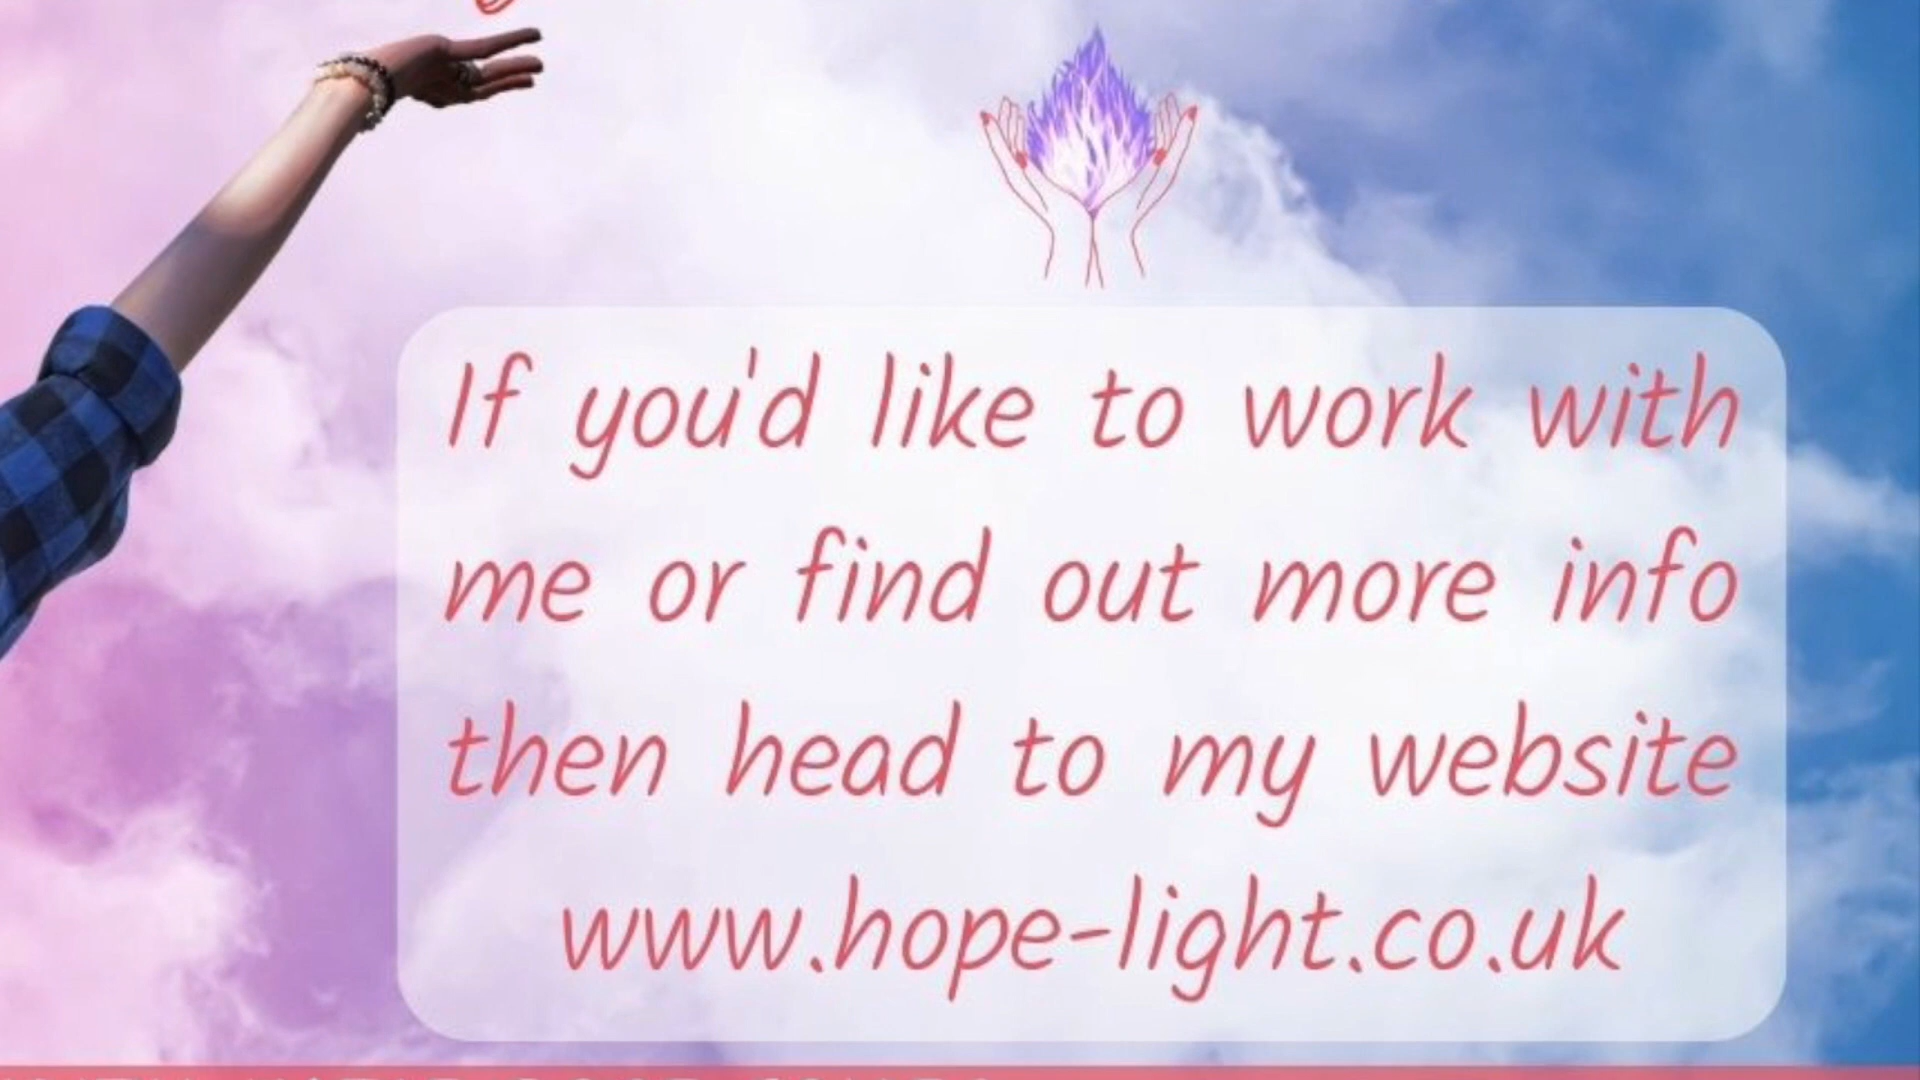 If you'd like to work with
me or find out more info
then head to my website
www.hope-light.co.uk